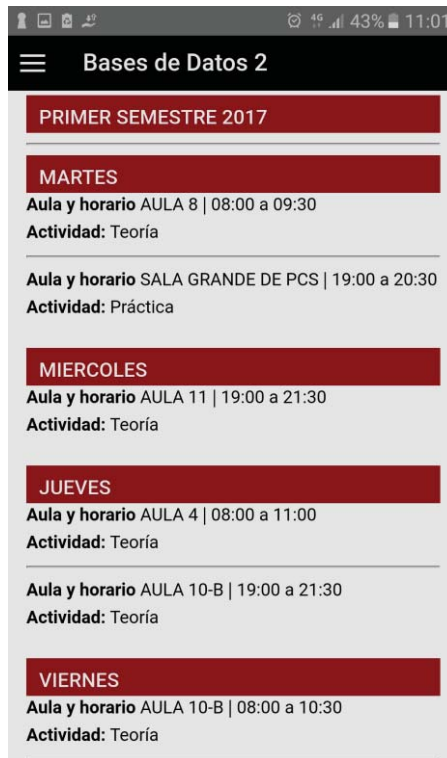 4G 43% 11:01
Bases de Datos 2
PRIMER SEMESTRE 2017
MARTES
Aula y horario AULA 8 | 08:00 a 09:30
Actividad: Teoría
Aula y horario SALA GRANDE DE PCS | 19:00 a 20:30
Actividad: Práctica
MIERCOLES
Aula y horario AULA 11 | 19:00 a 21:30
Actividad: Teoría
JUEVES
Aula y horario AULA 4 | 08:00 a 11:00
Actividad: Teoría
Aula y horario AULA 10-B | 19:00 a 21:30
Actividad: Teoría
VIERNES
Aula y horario AULA 10-B | 08:00 a 10:30
Actividad: Teoría